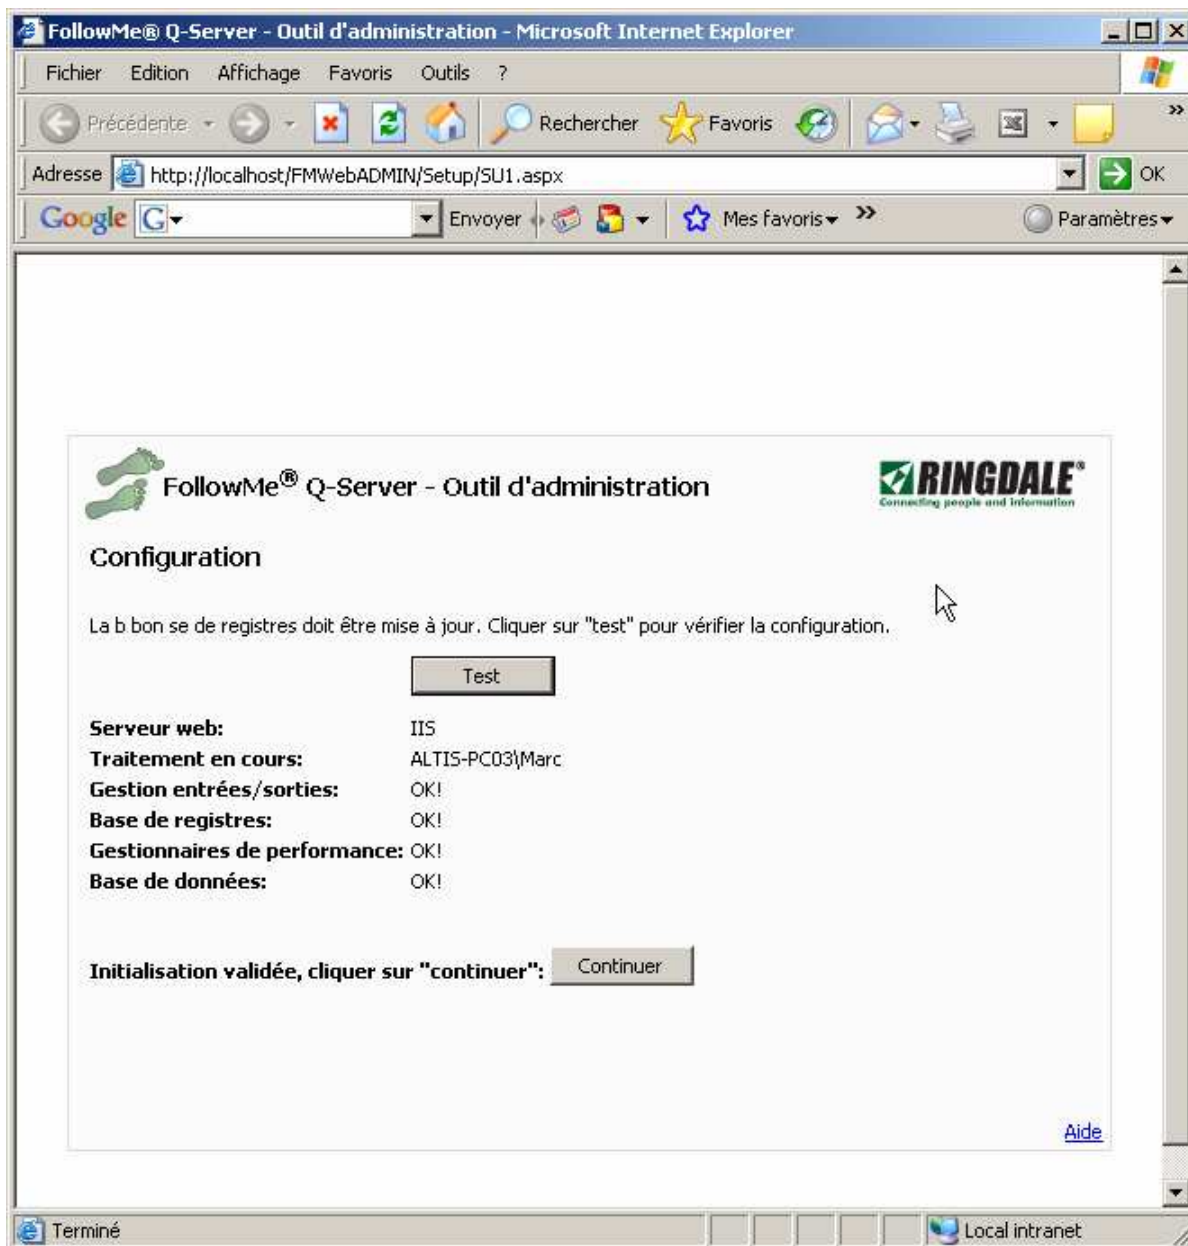 FollowMe® Q-Server - Outil d'administration - Microsoft Internet Explorer
Fichier Edition Affichage Favoris Outils ?
Précédente Rechercher Favoris »
Adresse http://localhost/FMWebADMIN/Setup/SU1.aspx OK
Google G Envoyer Mes favoris » Paramètres
FollowMe® Q-Server - Outil d'administration
RINGDALE®
Connecting people and information
Configuration
La b bon se de registres doit être mise à jour. Cliquer sur "test" pour vérifier la configuration.
Test
Serveur web: IIS
Traitement en cours: ALTIS-PC03\Marc
Gestion entrées/sorties: OK!
Base de registres: OK!
Gestionnaires de performance: OK!
Base de données: OK!
Initialisation validée, cliquer sur "continuer": Continuer
Aide
Terminé Local intranet